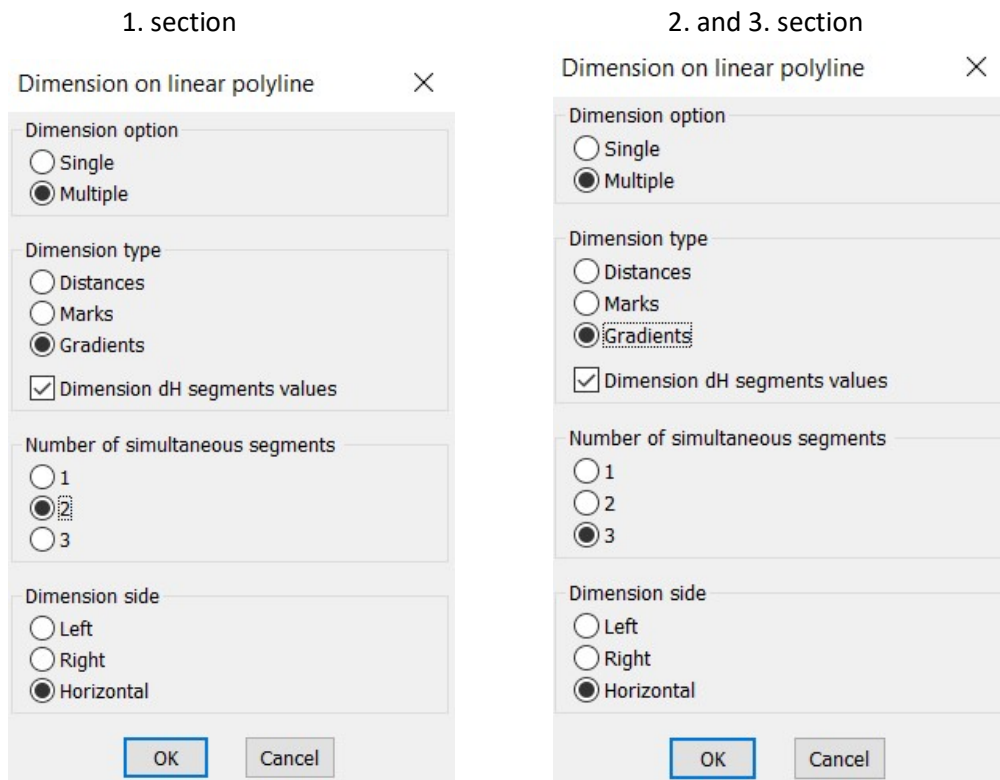 1. section
Dimension on linear polyline
Dimension option
Single
Multiple
Dimension type
Distances
Marks
Gradients
Dimension dH segments values
Number of simultaneous segments
1
2
3
Dimension side
Left
Right
Horizontal
OK
Cancel
2. and 3. section
Dimension on linear polyline
Dimension option
Single
Multiple
Dimension type
Distances
Marks
Gradients
Dimension dH segments values
Number of simultaneous segments
1
2
3
Dimension side
Left
Right
Horizontal
OK
Cancel